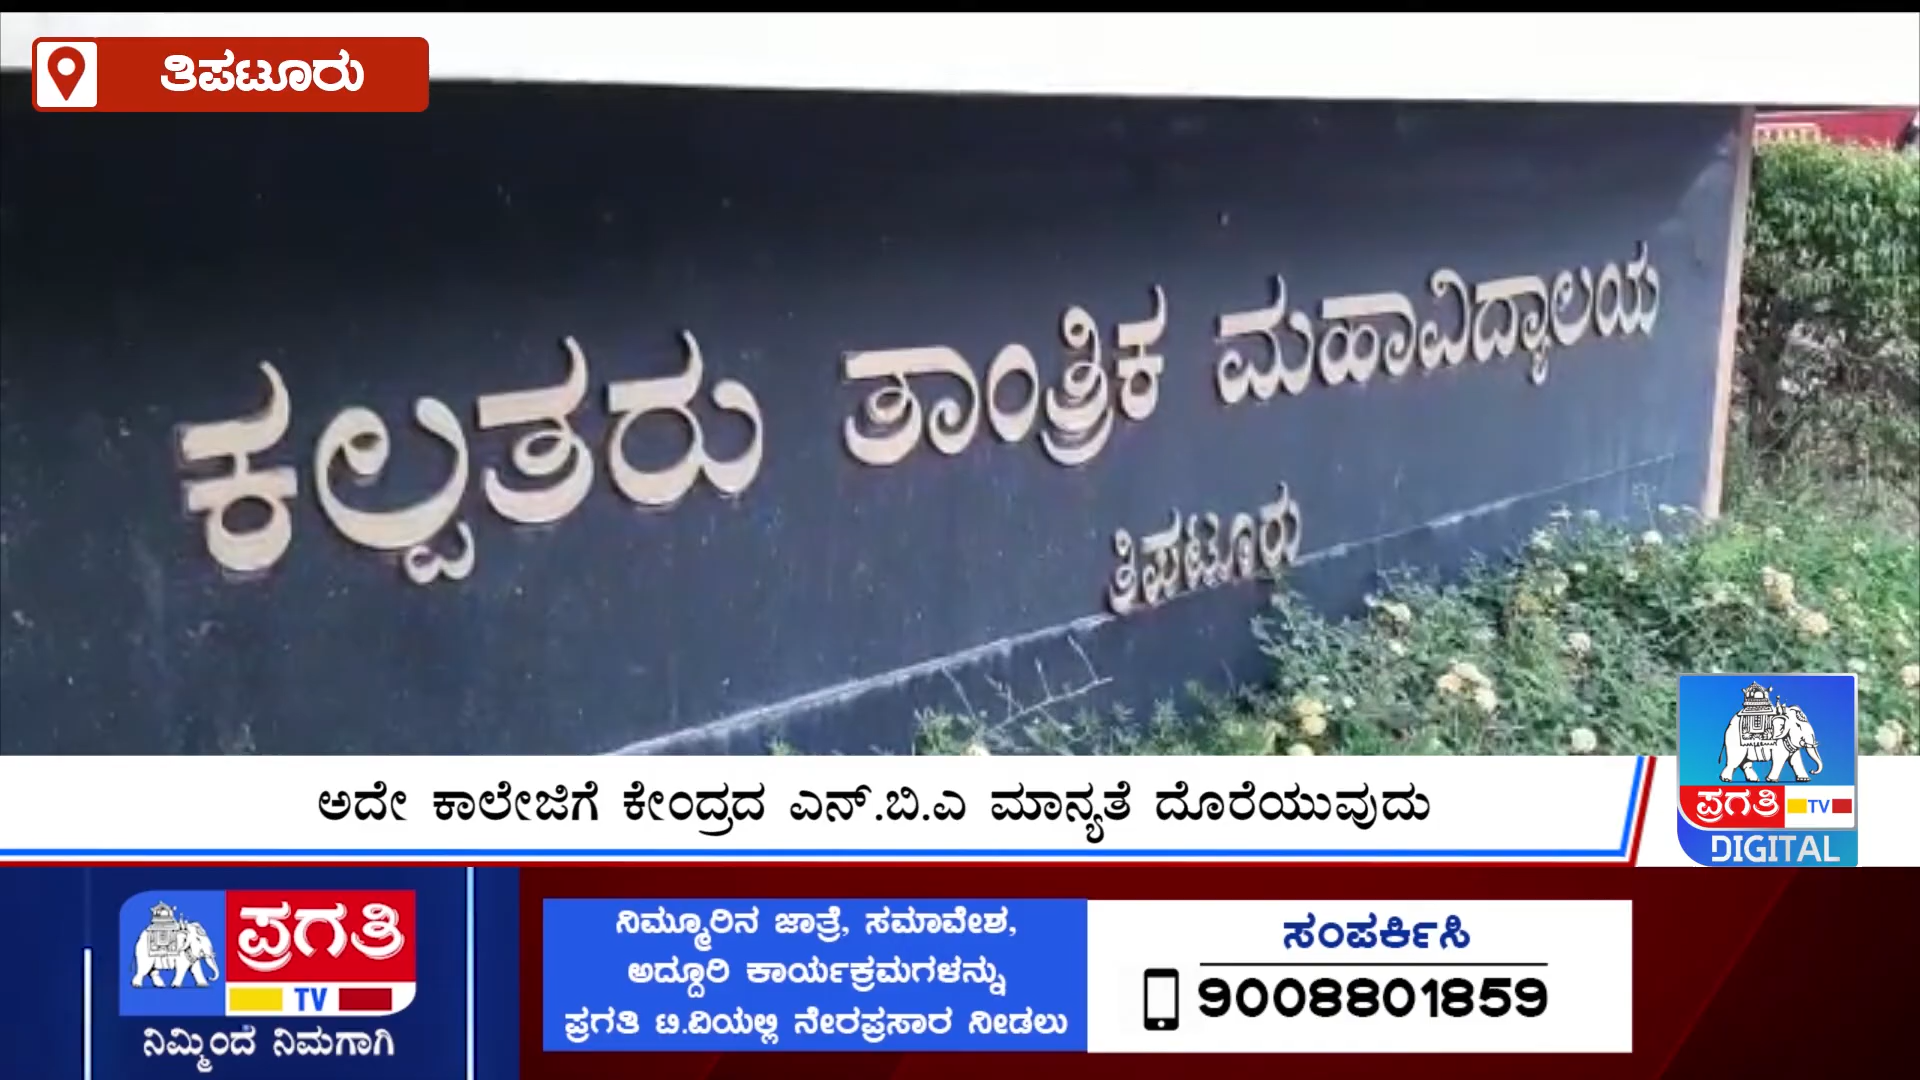 ತಿಪಟೂರು
ಕಲ್ಪತರು ತಾಂತ್ರಿಕ ಮಹಾವಿದ್ಯಾಲಯ
ತಿಪಟೂರು
ಅದೇ ಕಾಲೇಜಿಗೆ ಕೇಂದ್ರದ ಎನ್.ಬಿ.ಎ ಮಾನ್ಯತೆ ದೊರೆಯುವುದು
ಪ್ರಗತಿ
TV
DIGITAL
ಪ್ರಗತಿ
TV
ನಿಮ್ಮಿಂದ ನಿಮಗಾಗಿ
ನಿಮ್ಮೂರಿನ ಜಾತ್ರೆ, ಸಮಾವೇಶ,
ಅದ್ದೂರಿ ಕಾರ್ಯಕ್ರಮಗಳನ್ನು
ಪ್ರಗತಿ ಟಿ.ವಿಯಲ್ಲಿ ನೇರಪ್ರಸಾರ ನೀಡಲು
ಸಂಪರ್ಕಿಸಿ
9008801859